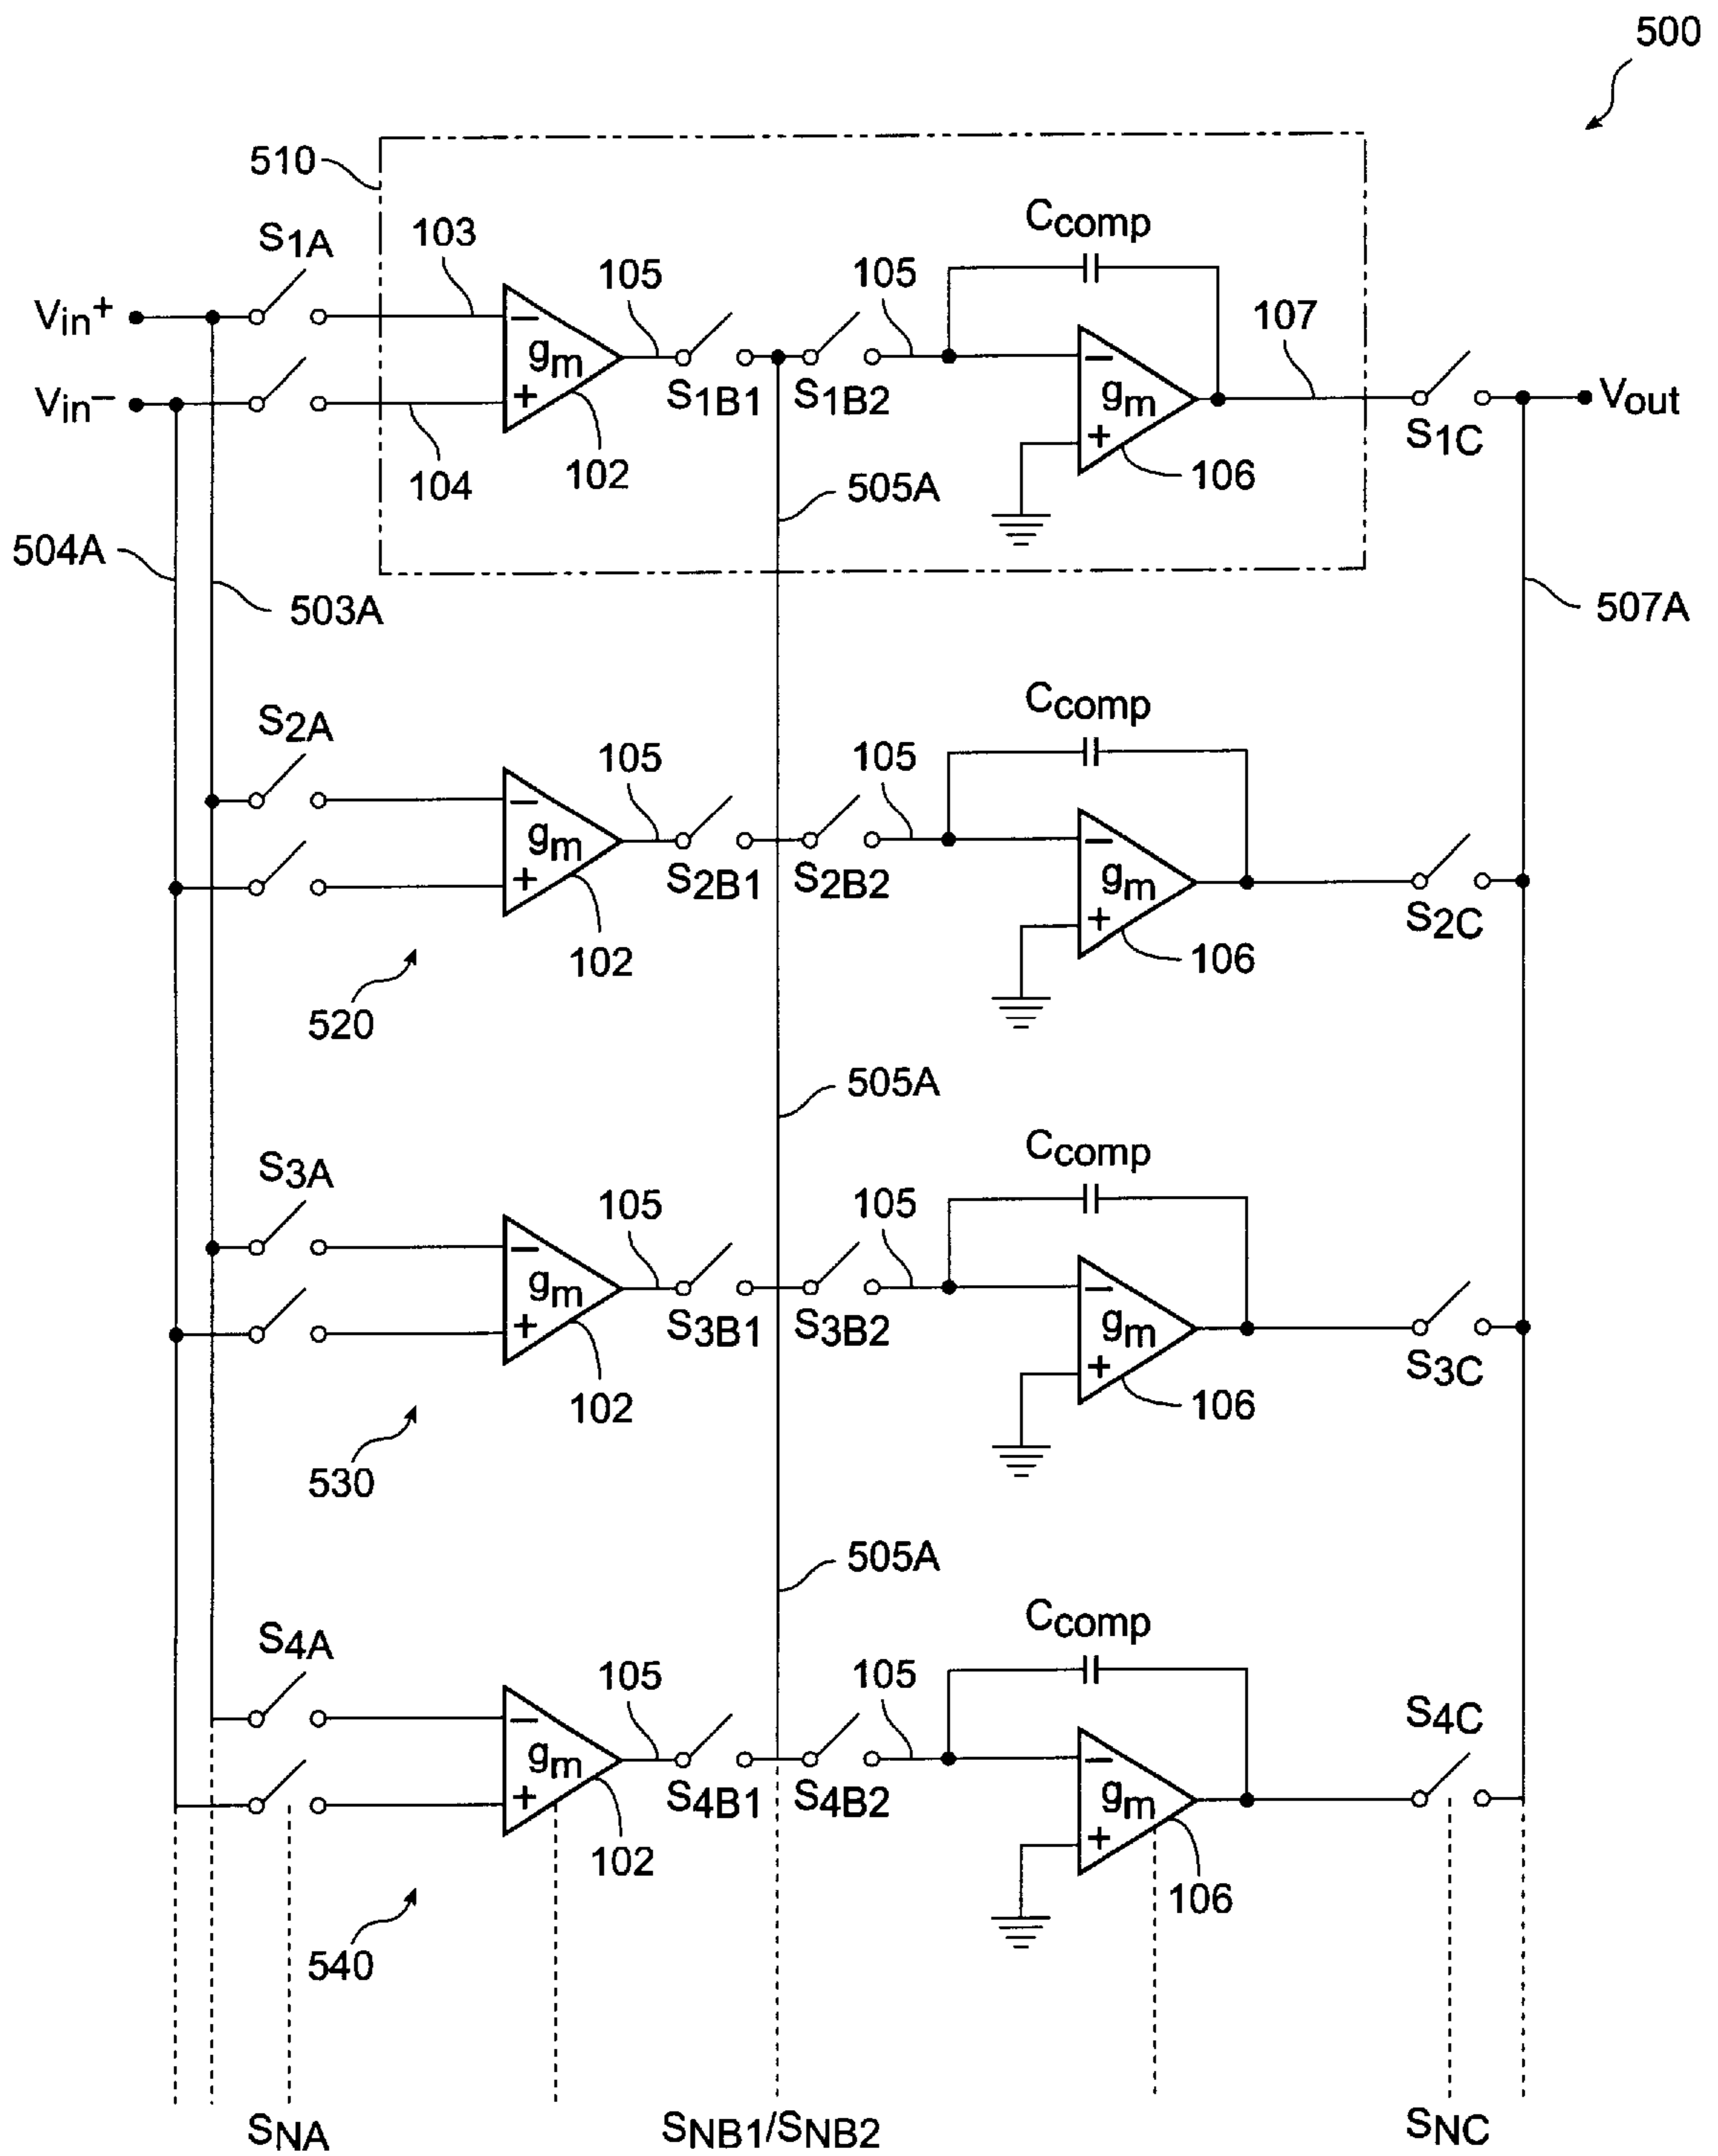 500
510
S1A
103
105
105
Ccomp
107
Vin+
Vin−
− gm +
S1B1
S1B2
− gm +
S1C
Vout
104
102
106
505A
504A
503A
507A
S2A
105
105
Ccomp
− gm +
S2B1
S2B2
− gm +
S2C
102
106
520
505A
S3A
105
105
Ccomp
− gm +
S3B1
S3B2
− gm +
S3C
102
106
530
505A
S4A
105
105
Ccomp
S4C
− gm +
S4B1
S4B2
− gm +
102
106
540
SNA
SNB1/SNB2
SNC